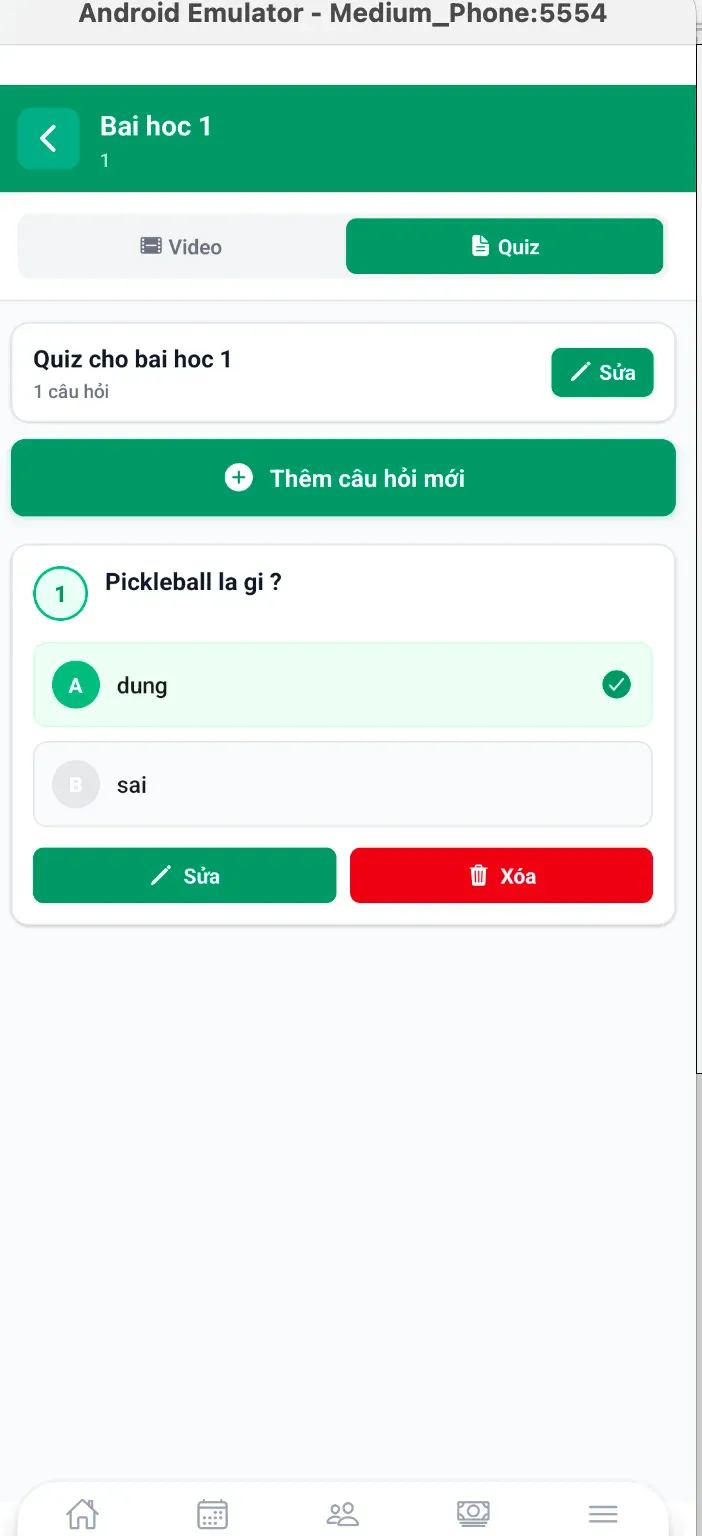 Android Emulator - Medium_Phone:5554
Bai hoc 1
1
Video
Quiz
Quiz cho bai hoc 1
1 câu hỏi
Sửa
Thêm câu hỏi mới
1
Pickleball la gi ?
A
dung
B
sai
Sửa
Xóa